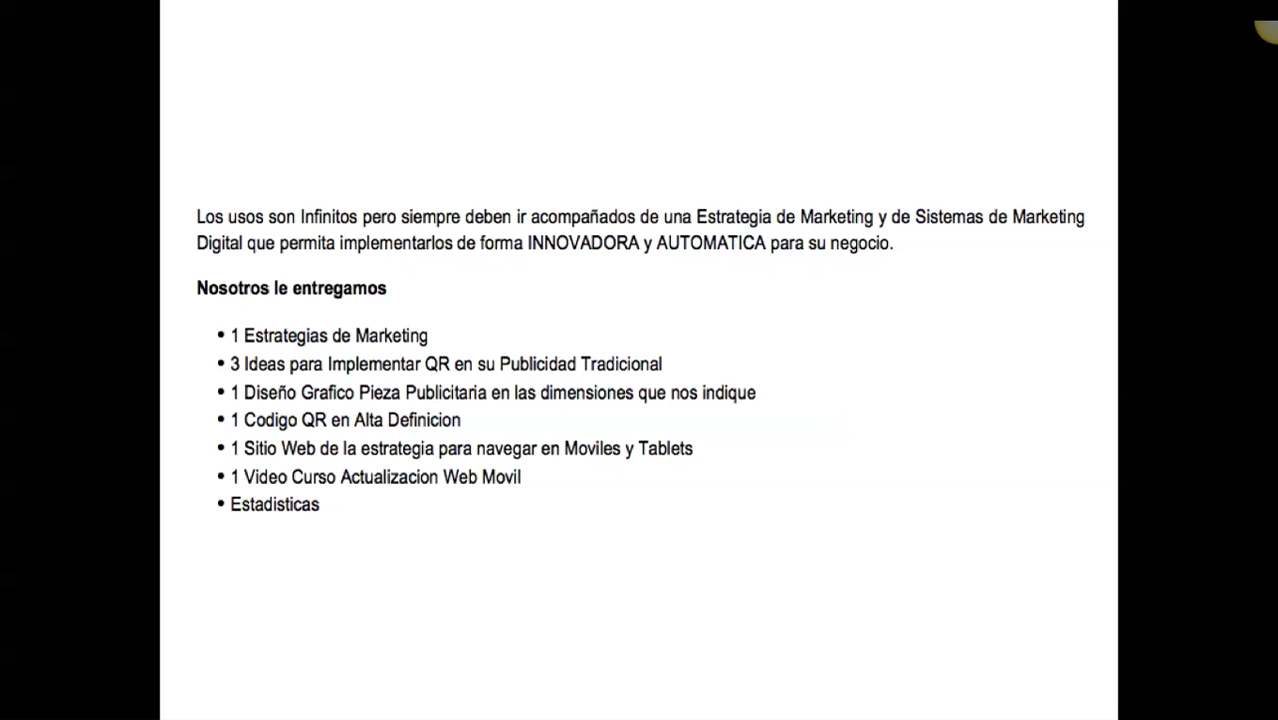 Los usos son Infinitos pero siempre deben ir acompañados de una Estrategia de Marketing y de Sistemas de Marketing
Digital que permita implementarlos de forma INNOVADORA y AUTOMATICA para su negocio.
Nosotros le entregamos
• 1 Estrategias de Marketing
• 3 Ideas para Implementar QR en su Publicidad Tradicional
• 1 Diseño Grafico Pieza Publicitaria en las dimensiones que nos indique
• 1 Codigo QR en Alta Definicion
• 1 Sitio Web de la estrategia para navegar en Moviles y Tablets
• 1 Video Curso Actualizacion Web Movil
• Estadisticas